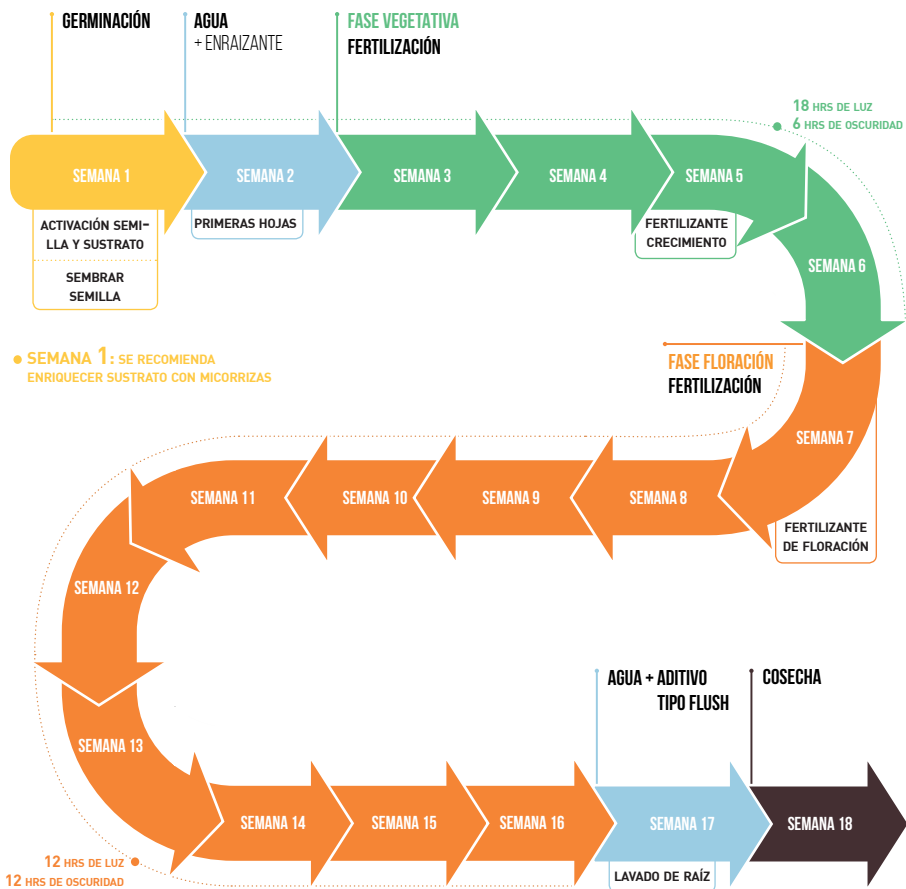 GERMINACIÓN
AGUA
+ ENRAIZANTE
FASE VEGETATIVA
FERTILIZACIÓN
18 HRS DE LUZ
6 HRS DE OSCURIDAD
SEMANA 1
SEMANA 2
SEMANA 3
SEMANA 4
SEMANA 5
ACTIVACIÓN SEMI-
LLA Y SUSTRATO
SEMBRAR
SEMILLA
PRIMERAS HOJAS
FERTILIZANTE
CRECIMIENTO
SEMANA 6
SEMANA 1: SE RECOMIENDA
ENRIQUECER SUSTRATO CON MICORRIZAS
FASE FLORACIÓN
FERTILIZACIÓN
SEMANA 7
SEMANA 8
SEMANA 9
SEMANA 10
SEMANA 11
FERTILIZANTE
DE FLORACIÓN
SEMANA 12
SEMANA 13
AGUA + ADITIVO
TIPO FLUSH
COSECHA
SEMANA 14
SEMANA 15
SEMANA 16
SEMANA 17
SEMANA 18
12 HRS DE LUZ
12 HRS DE OSCURIDAD
LAVADO DE RAÍZ